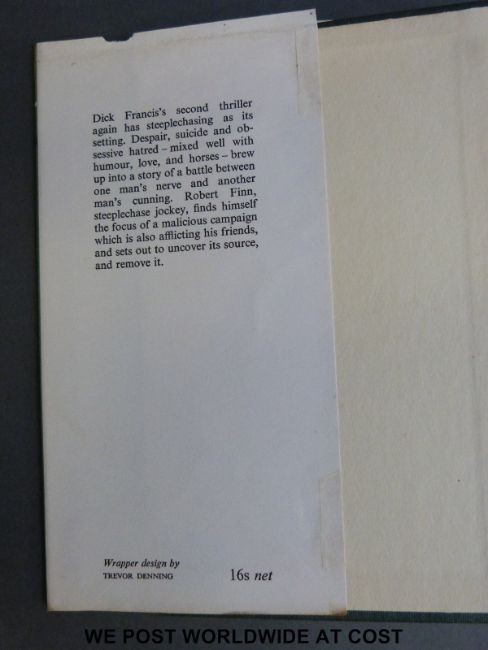 Dick Francis's second thriller
again has steeplechasing as its
setting. Despair, suicide and ob-
sessive hatred – mixed well with
humour, love, and horses – brew
up into a story of a battle between
one man's nerve and another
man's cunning. Robert Finn,
steeplechase jockey, finds himself
the focus of a malicious campaign
which is also afflicting his friends,
and sets out to uncover its source,
and remove it.
Wrapper design by
TREVOR DENNING
16s net
WE POST WORLDWIDE AT COST